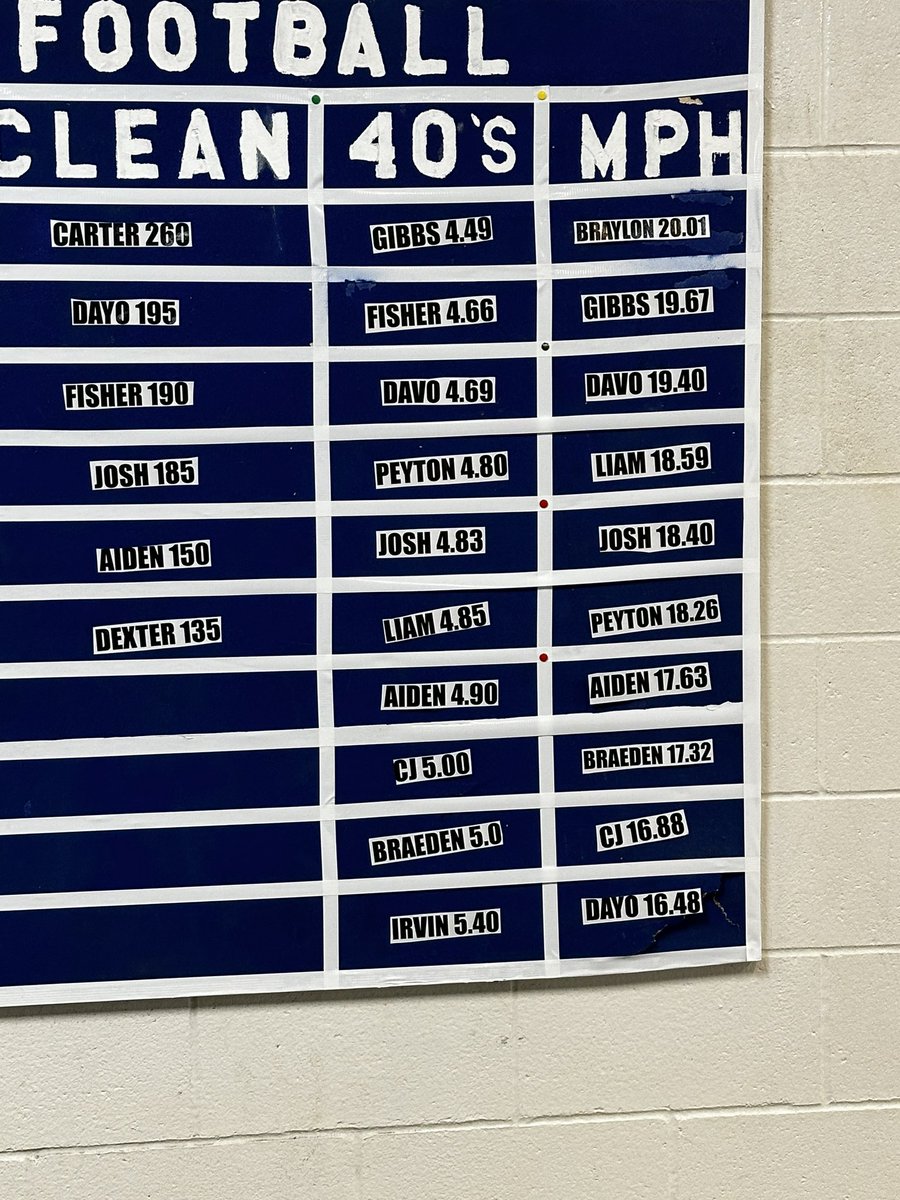 FOOTBALL
CLEAN 40'S MPH
CARTER 260 GIBBS 4.49 BRAYLON 20.01
DAYO 195 FISHER 4.66 GIBBS 19.67
FISHER 190 DAVO 4.69 DAVO 19.40
JOSH 185 PEYTON 4.80 LIAM 18.59
AIDEN 150 JOSH 4.83 JOSH 18.40
DEXTER 135 LIAM 4.85 PEYTON 18.26
AIDEN 4.90 AIDEN 17.63
CJ 5.00 BRAEDEN 17.32
BRAEDEN 5.0 CJ 16.88
IRVIN 5.40 DAYO 16.48